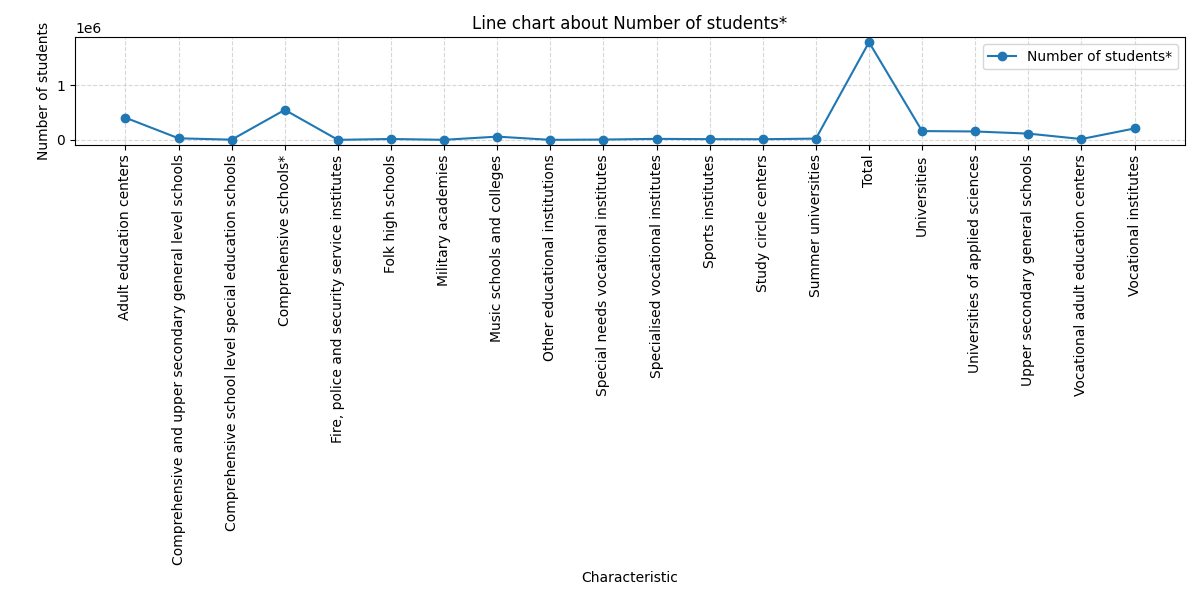 Line chart about Number of students*
1e6
Number of students
1
0
Number of students*
Adult education centers
Comprehensive and upper secondary general level schools
Comprehensive school level special education schools
Comprehensive schools*
Fire, police and security service institutes
Folk high schools
Military academies
Music schools and colleges
Other educational institutions
Special needs vocational institutes
Specialised vocational institutes
Sports institutes
Study circle centers
Summer universities
Total
Universities
Universities of applied sciences
Upper secondary general schools
Vocational adult education centers
Vocational institutes
Characteristic